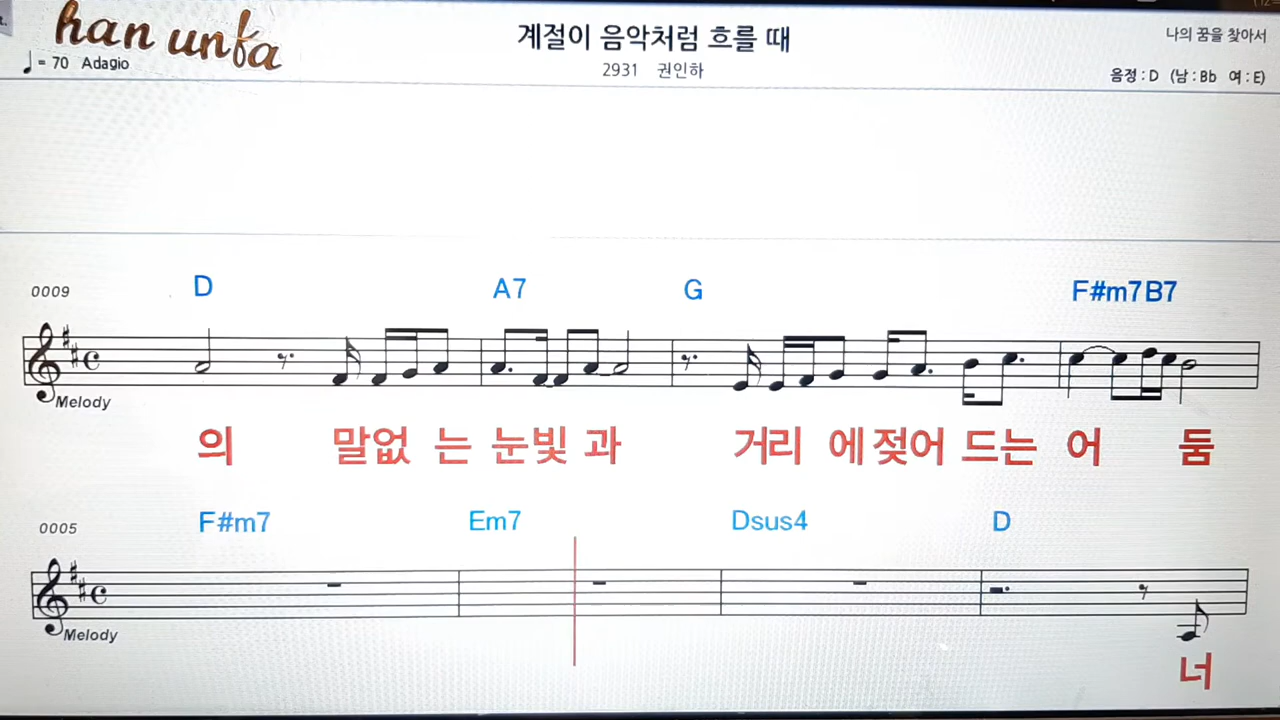 han unfa
계절이 음악처럼 흐를 때
나의 꿈을 찾아서
♩ = 70 Adagio
2931 권인하
음정 : D (남 : Bb 여 : E)
0009
D A7 G F#m7 B7
Melody
의 말없 는 눈빛 과 거리 에 젖어 드는 어 둠
0005
F#m7 Em7 Dsus4 D
Melody
너